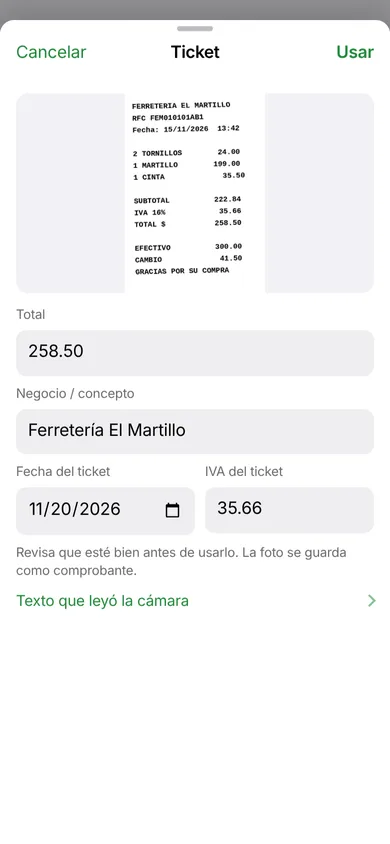 Cancelar
Ticket
Usar
FERRETERIA EL MARTILLO
RFC FEM010101AB1
Fecha: 15/11/2026 13:42
2 TORNILLOS 24.00
1 MARTILLO 199.00
1 CINTA 35.50
SUBTOTAL 222.84
IVA 16% 35.66
TOTAL $ 258.50
EFECTIVO 300.00
CAMBIO 41.50
GRACIAS POR SU COMPRA
Total
258.50
Negocio / concepto
Ferretería El Martillo
Fecha del ticket
11/20/2026
IVA del ticket
35.66
Revisa que esté bien antes de usarlo. La foto se guarda
como comprobante.
Texto que leyó la cámara